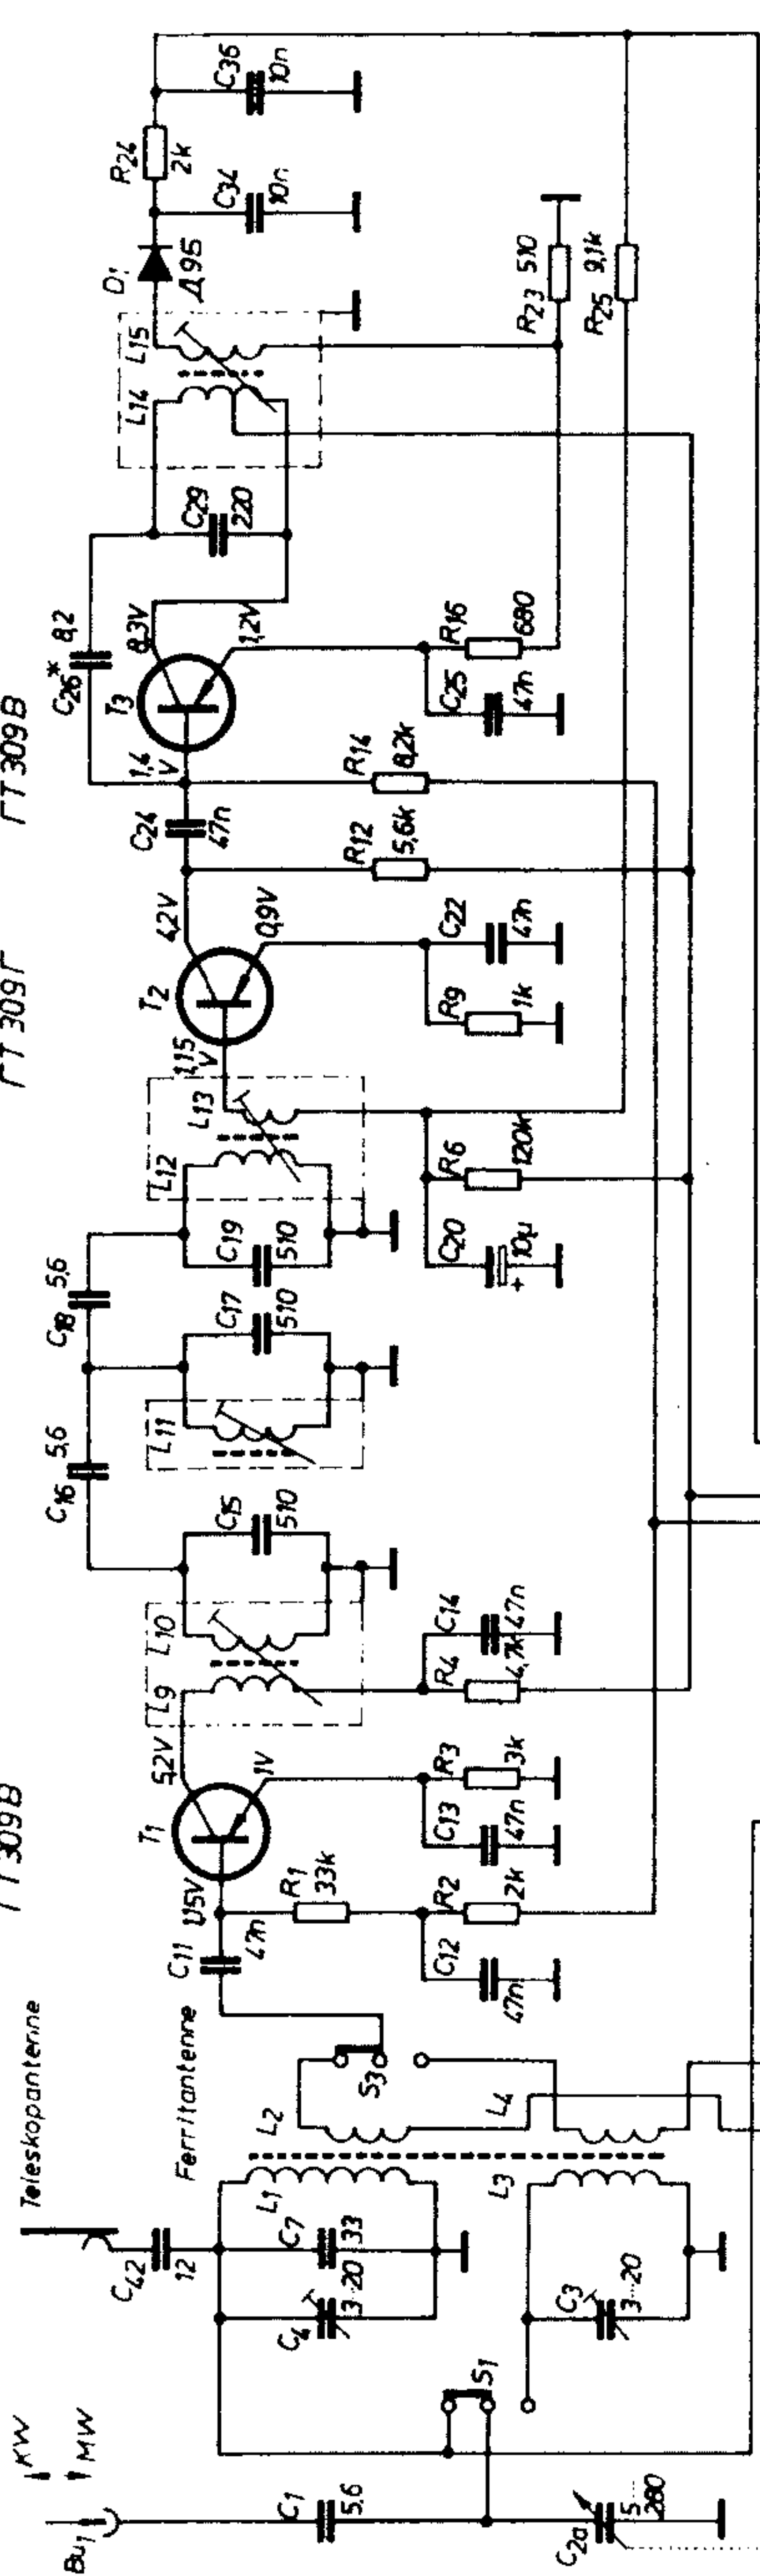 KW
MW
Bu1
Teleskopantenne
Ferritantenne
C42
12
C1
5,6
C2a
5...280
S1
C4
3...20
C7
33
L1
L2
S3
C3
3...20
L3
L4
C11
47n
1,15V
T1
5,2V
1V
R1
33k
C12
47n
R2
2k
C13
47n
R3
3k
R4
4,7k
C14
47n
L9
L10
C15
510
C16
5,6
L11
C17
510
C18
5,6
C19
510
L12
L13
C20
+ 10µ
R6
120k
ГТ309Г
1,15
V
T2
4,2V
0,9V
R9
1k
C22
47n
C24
47n
R12
5,6k
R14
8,2k
ГТ309В
1,4
V
T3
8,3V
1,2V
C26*
8,2
C25
47n
R16
680
C29
220
L14
L15
D1
Д9Б
R24
2k
C34
10n
C36
10n
R23
510
R25
9,1k